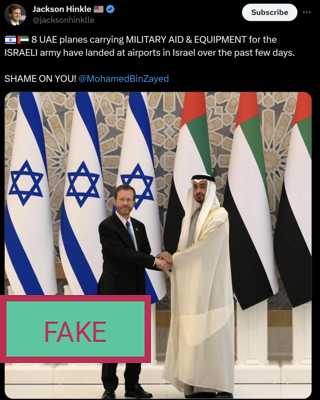 Jackson Hinkle 🇺🇸
@jacksonhinklle
Subscribe
🇮🇱🇦🇪 8 UAE planes carrying MILITARY AID & EQUIPMENT for the
ISRAELI army have landed at airports in Israel over the past few days.
SHAME ON YOU! @MohamedBinZayed
FAKE